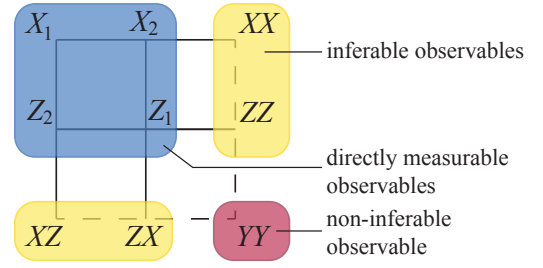 X₁ X₂ XX
inferable observables
Z₂ Z₁ ZZ
directly measurable
observables
non-inferable
observable
XZ ZX YY